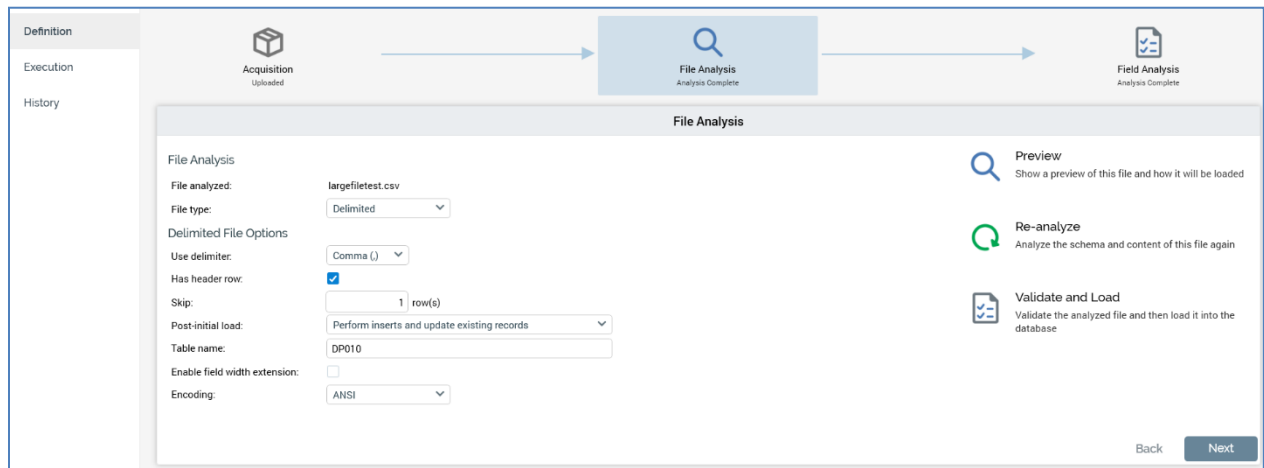 Definition
Execution
History
Acquisition
Uploaded
File Analysis
Analysis Complete
Field Analysis
Analysis Complete
File Analysis
File Analysis
File analyzed: largefiletest.csv
File type: Delimited
Delimited File Options
Use delimiter: Comma (,)
Has header row:
Skip: 1 row(s)
Post-initial load: Perform inserts and update existing records
Table name: DP010
Enable field width extension:
Encoding: ANSI
Preview
Show a preview of this file and how it will be loaded
Re-analyze
Analyze the schema and content of this file again
Validate and Load
Validate the analyzed file and then load it into the
database
Back Next